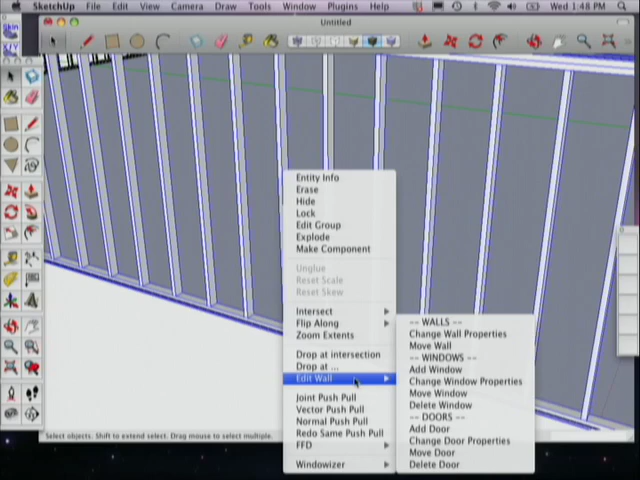 SketchUp File Edit View Camera Draw Tools Window Plugins Help Wed 1:48 PM
Untitled
Entity Info
Erase
Hide
Lock
Edit Group
Explode
Make Component
Unglue
Reset Scale
Reset Skew
Intersect
Flip Along
Zoom Extents
Drop at intersection
Drop at ...
Edit Wall
Joint Push Pull
Vector Push Pull
Normal Push Pull
Redo Same Push Pull
FFD
Windowizer
-- WALLS --
Change Wall Properties
Move Wall
-- WINDOWS --
Add Window
Change Window Properties
Move Window
Delete Window
-- DOORS --
Add Door
Change Door Properties
Move Door
Delete Door
Select objects. Shift to extend select. Drag mouse to select multiple.